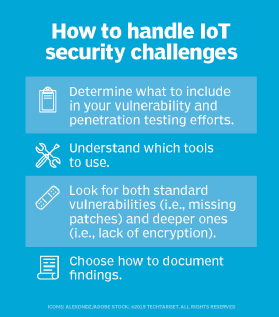 How to handle IoT
security challenges
Determine what to include
in your vulnerability and
penetration testing efforts.
Understand which tools
to use.
Look for both standard
vulnerabilities (i.e., missing
patches) and deeper ones
(i.e., lack of encryption).
Choose how to document
findings.
ICONS: ALEXDNDZ/ADOBE STOCK. ©2019 TECHTARGET. ALL RIGHTS RESERVED